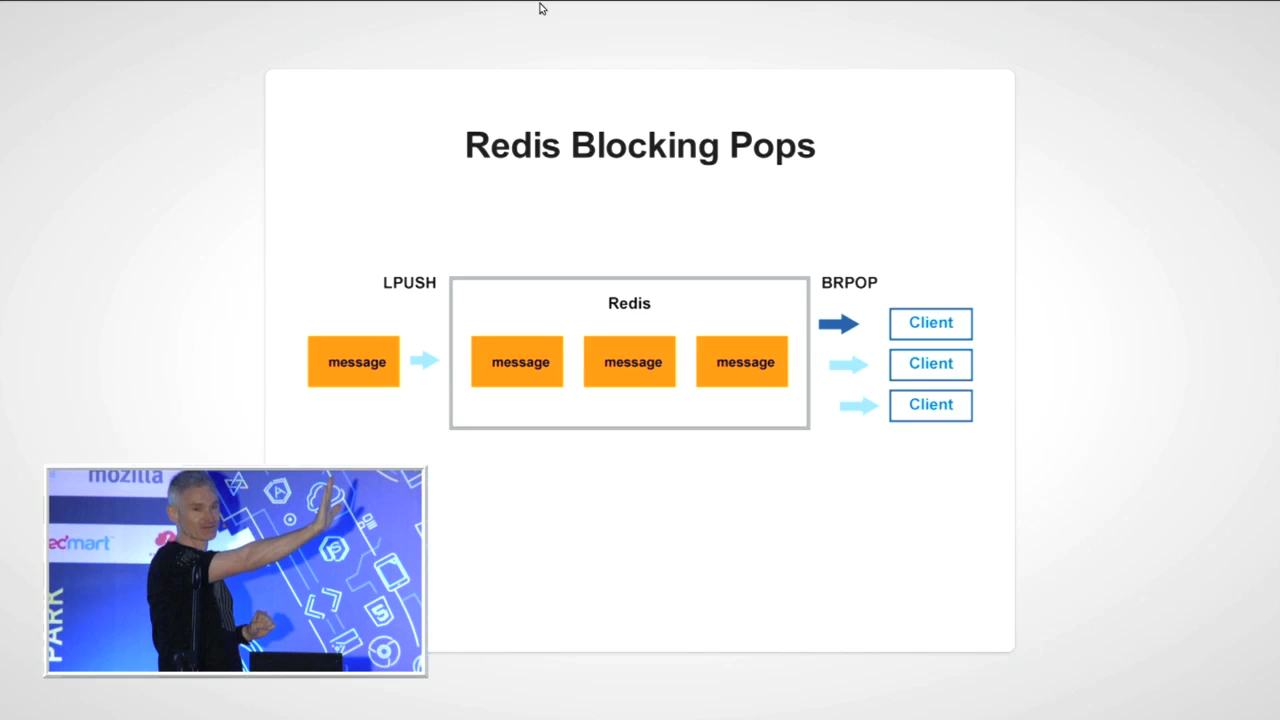 Redis Blocking Pops
LPUSH
BRPOP
Redis
message
message
message
message
Client
Client
Client
mozilla
PARK